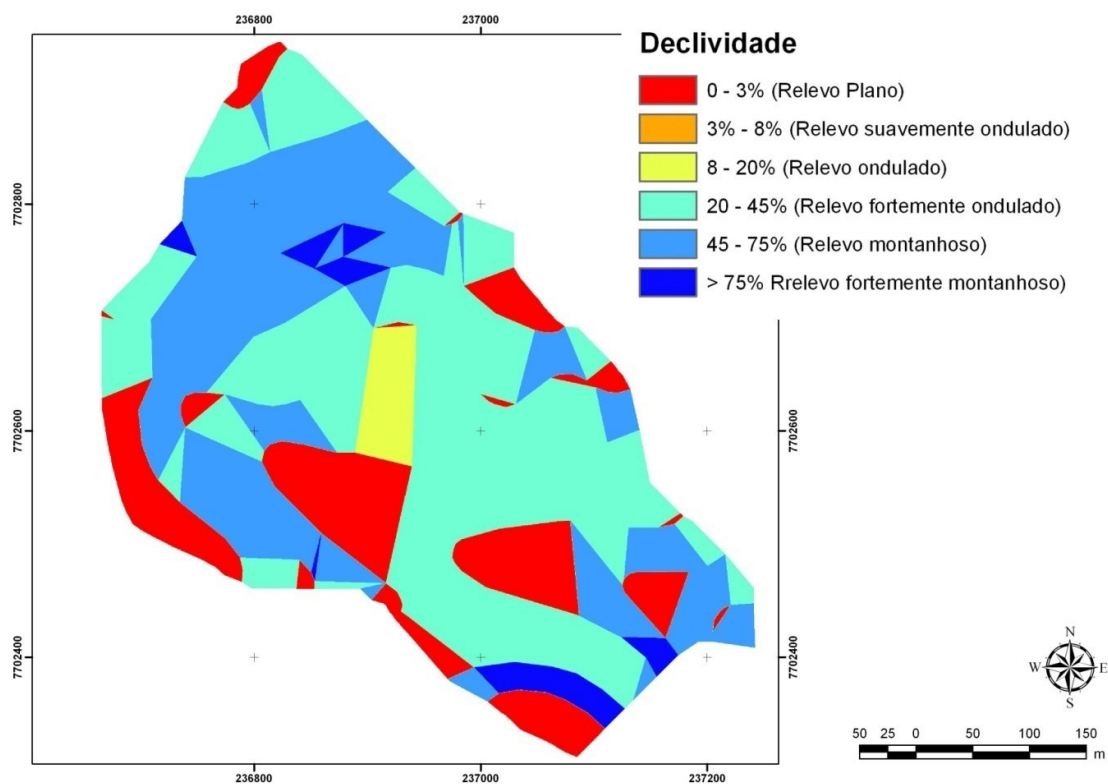 236800
237000
Declividade
0 - 3% (Relevo Plano)
3% - 8% (Relevo suavemente ondulado)
8 - 20% (Relevo ondulado)
20 - 45% (Relevo fortemente ondulado)
45 - 75% (Relevo montanhoso)
> 75% Rrelevo fortemente montanhoso)
7702800
7702600
7702600
7702400
7702400
N
W E
S
50 25 0 50 100 150
m
236800
237000
237200